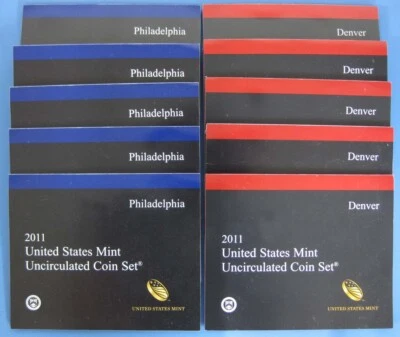 Philadelphia
Philadelphia
Philadelphia
Philadelphia
Philadelphia
2011
United States Mint
Uncirculated Coin Set®
UNITED STATES MINT
Denver
Denver
Denver
Denver
Denver
2011
United States Mint
Uncirculated Coin Set®
UNITED STATES MINT